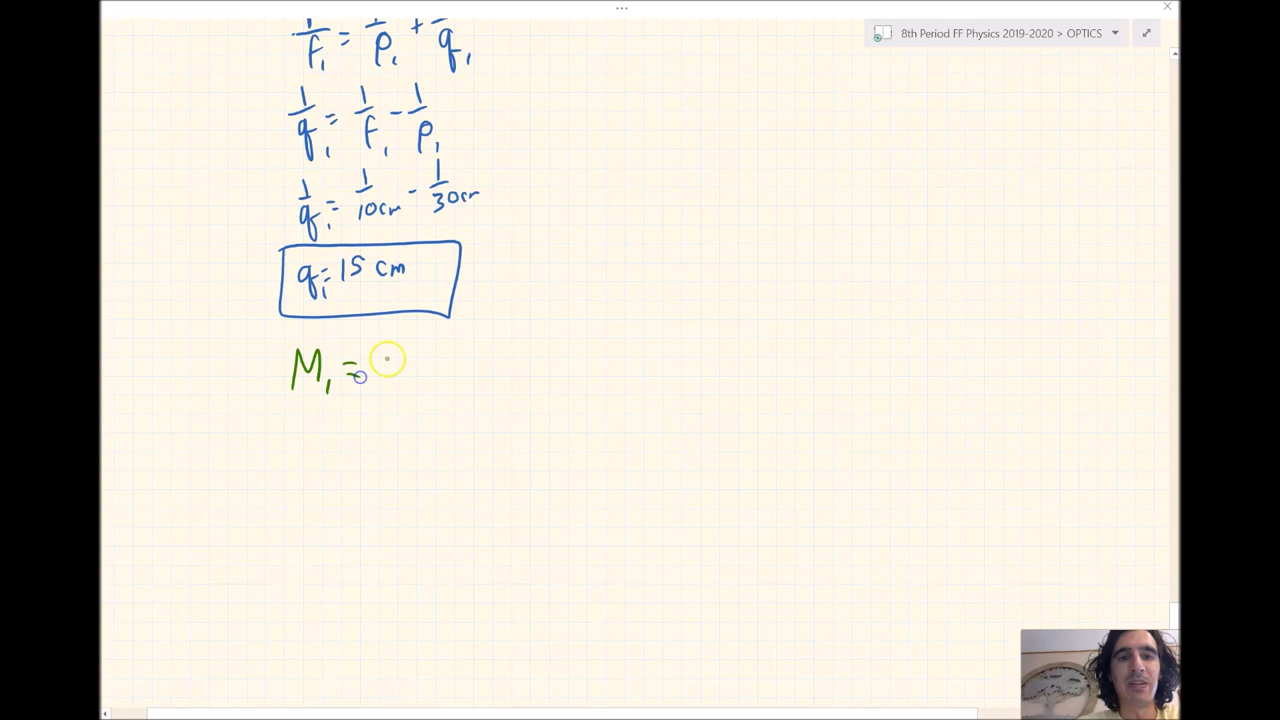 8th Period FF Physics 2019-2020 > OPTICS
1/f₁ = 1/p₁ + 1/q₁
1/q₁ = 1/f₁ - 1/p₁
1/q₁ = 1/10cm - 1/30cm
q₁ = 15 cm
M₁ =